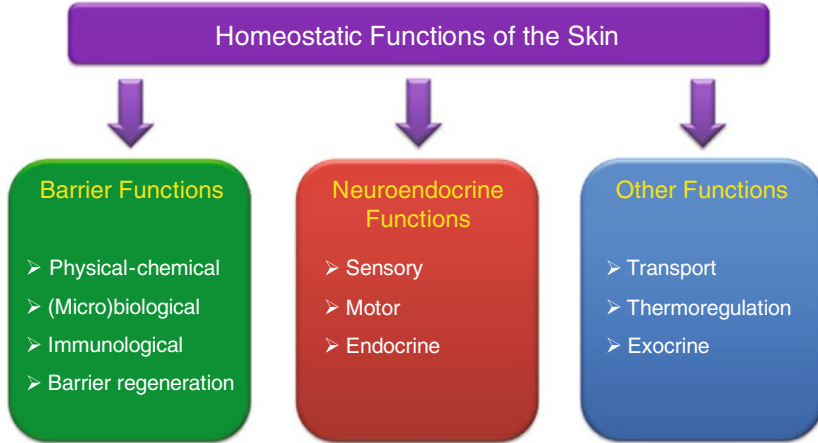 Homeostatic Functions of the Skin
Barrier Functions
➢ Physical-chemical
➢ (Micro)biological
➢ Immunological
➢ Barrier regeneration
Neuroendocrine
Functions
➢ Sensory
➢ Motor
➢ Endocrine
Other Functions
➢ Transport
➢ Thermoregulation
➢ Exocrine